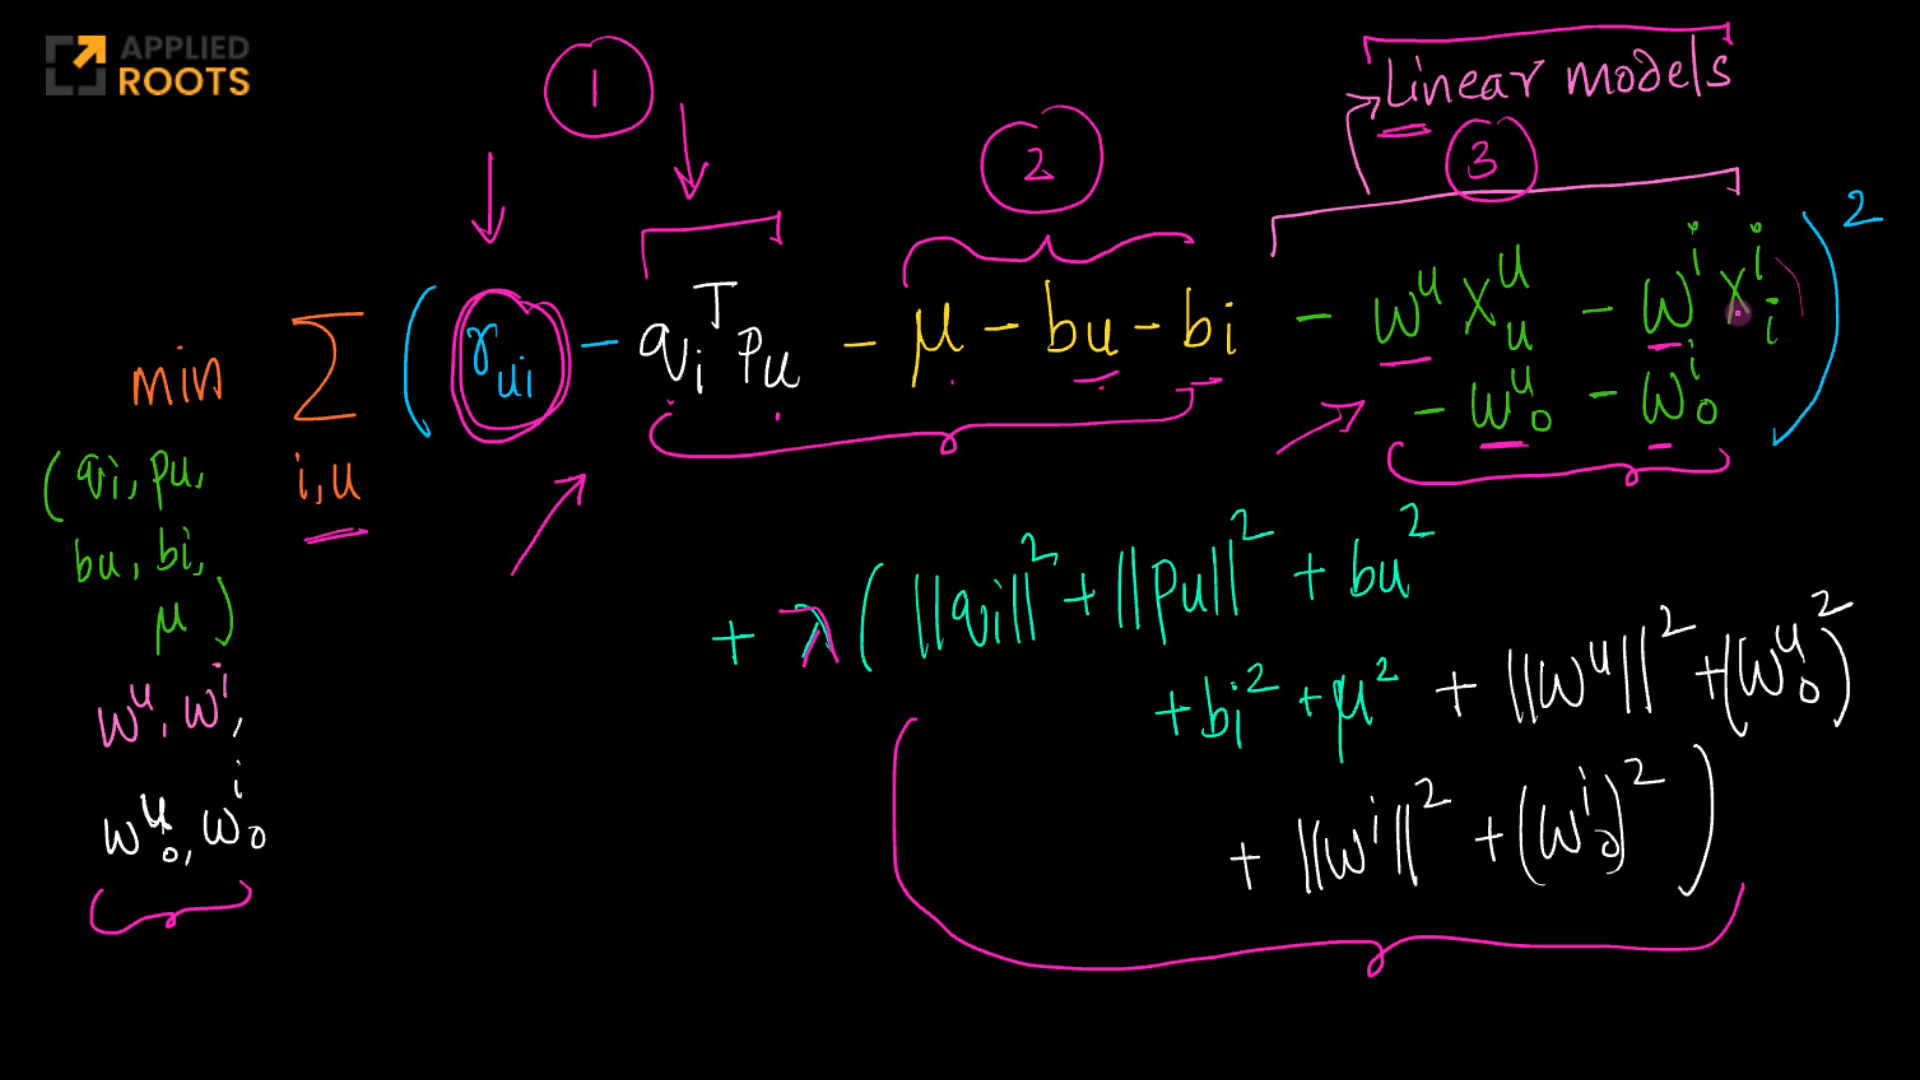 APPLIED
ROOTS
1
2
Linear models
3
min Σ (r_ui - q_i^T p_u - μ - b_u - b_i - w^u x_u^u - w^i x_i^i
- w_0^u - w_0^i )^2
i,u
(q_i, p_u,
b_u, b_i,
μ)
w^u, w^i,
w_0^u, w_0^i
+ λ( ||q_i||^2 + ||p_u||^2 + b_u^2
+ b_i^2 + μ^2 + ||w^u||^2 + (w_0^u)^2
+ ||w^i||^2 + (w_0^i)^2 )